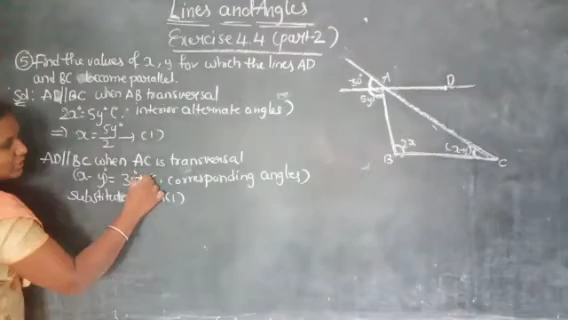 Lines and Angles
Exercise 4.4 (part-2)
⑤ Find the values of x, y for which the lines AD
and BC become parallel.
Sol: AD//BC when AB transversal
2x°=5y° (∵ interior alternate angles)
⇒ x = 5y°/2 → (1)
AD//BC when AC is transversal
(x-y)°= 30° (∵ corresponding angles)
substitute (1)
30° A D
5y°
2x (x-y)°
B C